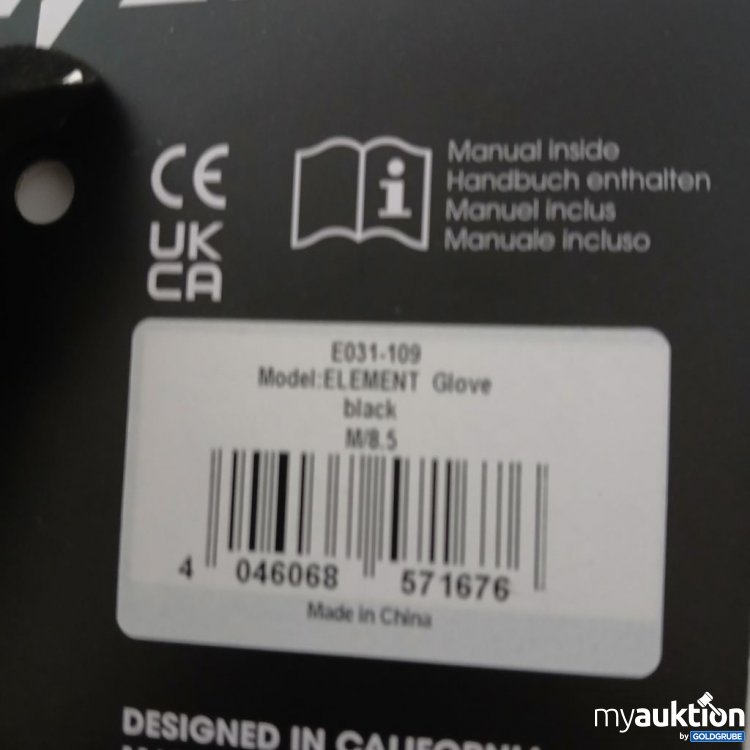 CE
UK
CA
i
Manual inside
Handbuch enthalten
Manuel inclus
Manuale incluso
E031-109
Model:ELEMENT Glove
black
M/8.5
4 046068 571676
Made in China
DESIGNED IN CALIFORNIA
myauktion
by GOLDGRUBE